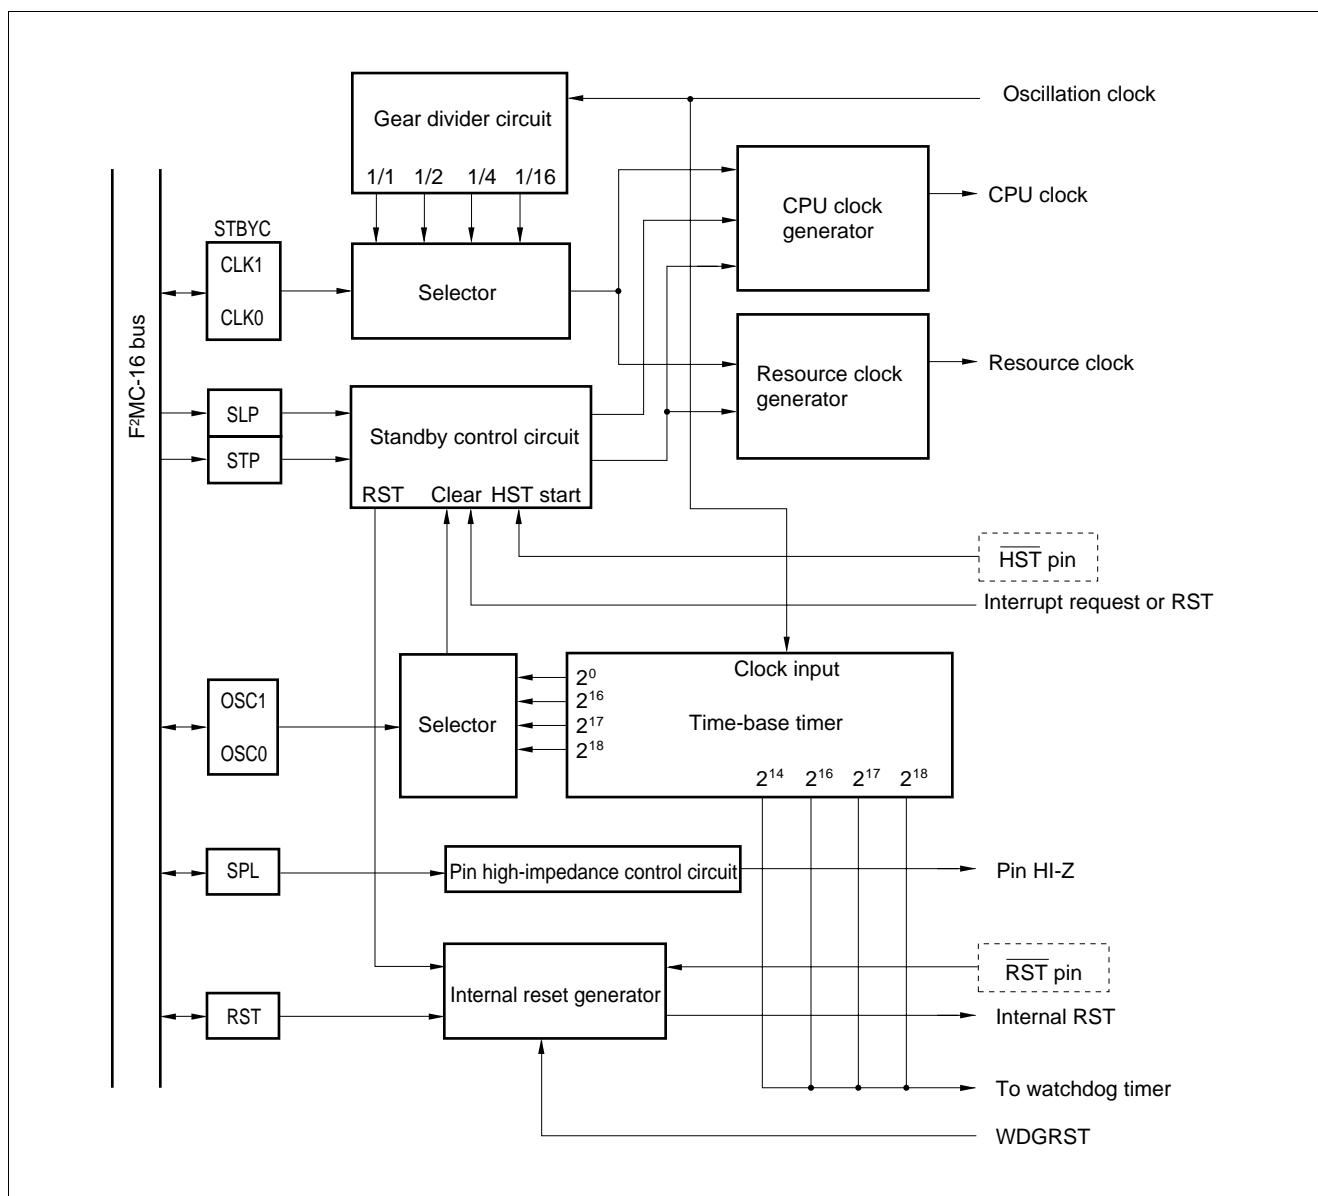 Oscillation clock
Gear divider circuit
1/1 1/2 1/4 1/16
CPU clock
CPU clock
generator
STBYC
CLK1
CLK0
Selector
F²MC-16 bus
Resource clock
Resource clock
generator
SLP
STP
Standby control circuit
RST Clear HST start
HST pin
Interrupt request or RST
Clock input
Time-base timer
2⁰
2¹⁶
2¹⁷
2¹⁸
2¹⁴ 2¹⁶ 2¹⁷ 2¹⁸
OSC1
OSC0
Selector
SPL
Pin high-impedance control circuit
Pin HI-Z
RST pin
Internal reset generator
RST
Internal RST
To watchdog timer
WDGRST